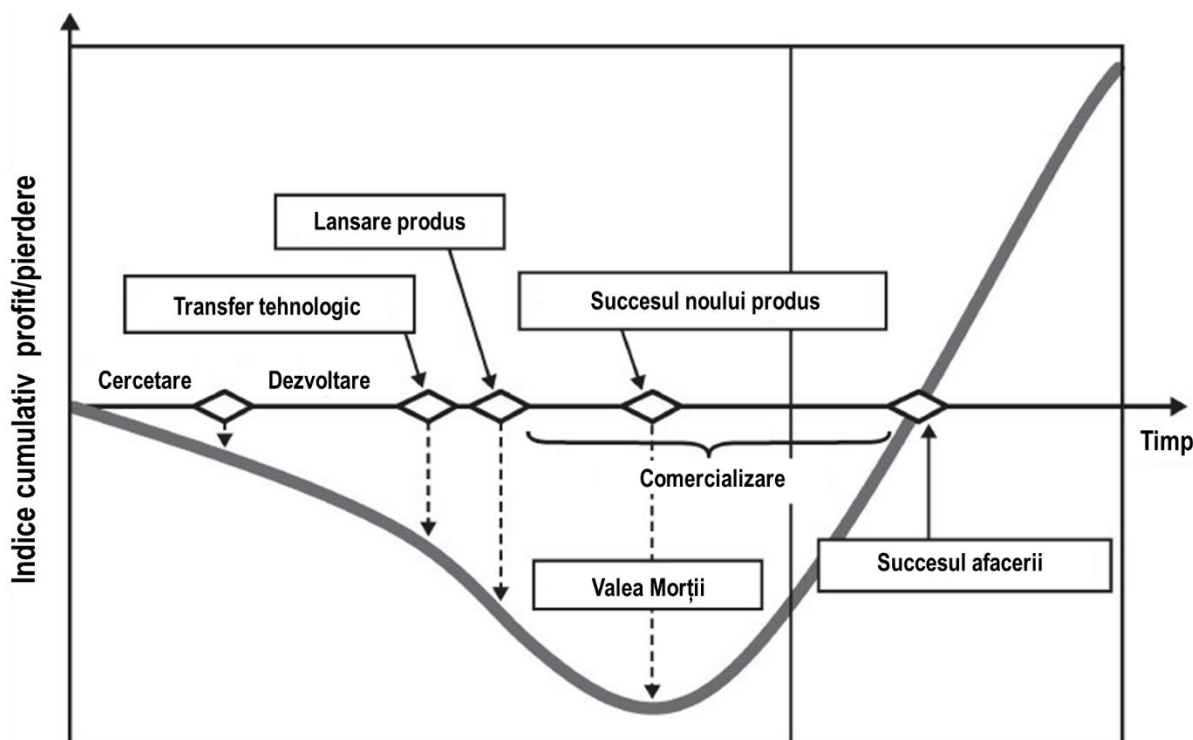 Indice cumulativ profit/pierdere
Lansare produs
Transfer tehnologic
Succesul noului produs
Cercetare
Dezvoltare
Timp
Comercializare
Succesul afacerii
Valea Morții